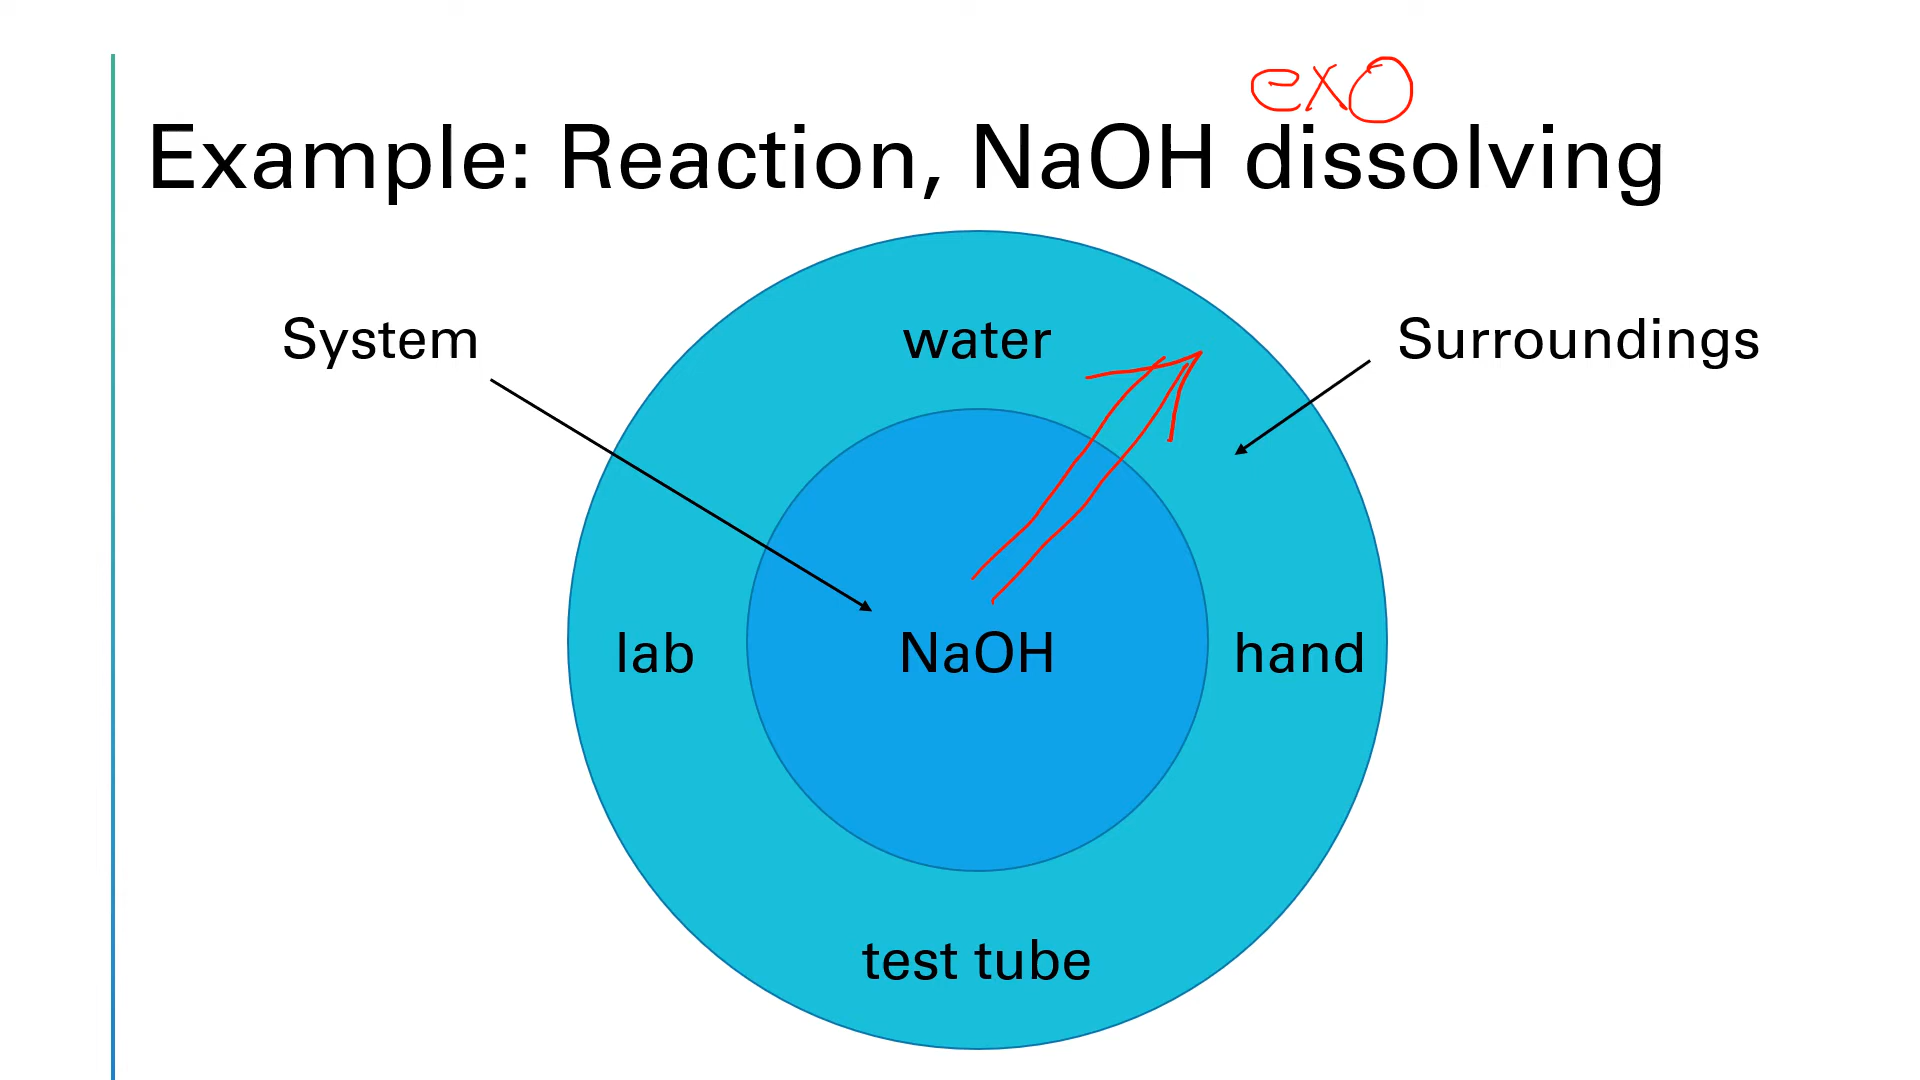 exo
Example: Reaction, NaOH dissolving
System
water
Surroundings
lab
NaOH
hand
test tube